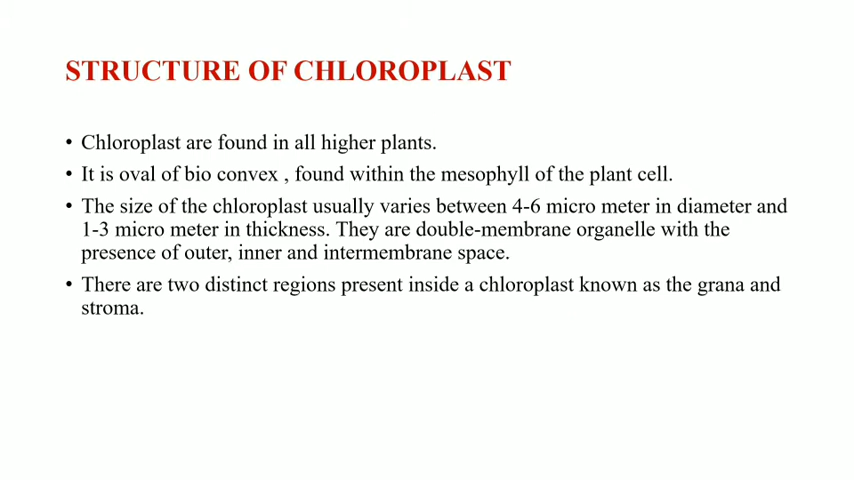 STRUCTURE OF CHLOROPLAST
• Chloroplast are found in all higher plants.
• It is oval of bio convex , found within the mesophyll of the plant cell.
• The size of the chloroplast usually varies between 4-6 micro meter in diameter and
1-3 micro meter in thickness. They are double-membrane organelle with the
presence of outer, inner and intermembrane space.
• There are two distinct regions present inside a chloroplast known as the grana and
stroma.